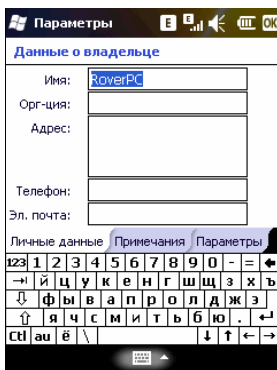 Параметры E E OK
Данные о владельце
Имя: RoverPC
Орг-ция:
Адрес:
Телефон:
Эл. почта:
Личные данные Примечания Параметры
123 1 2 3 4 5 6 7 8 9 0 - =
й ц у к е н г ш щ з х ъ
ф ы в а п р о л д ж э
я ч с м и т ь б ю .
Ctl au ё \